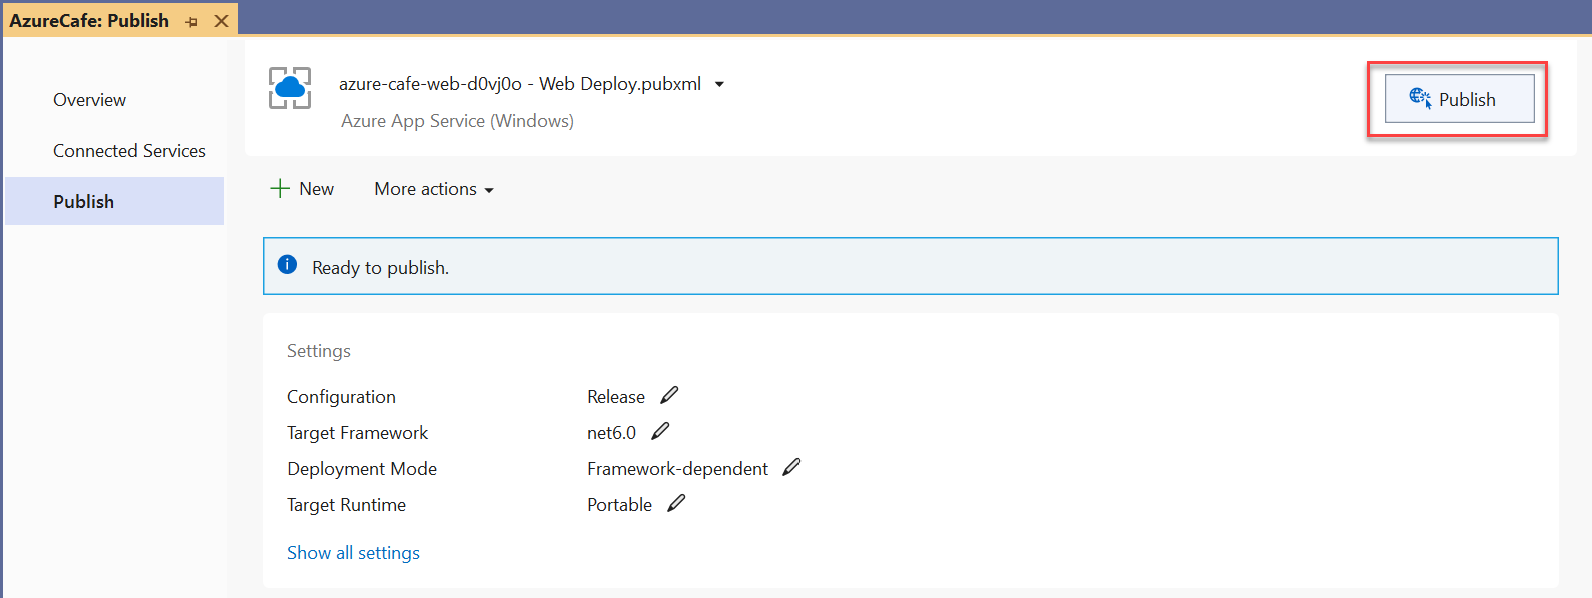 AzureCafe: Publish
Overview
Connected Services
Publish
azure-cafe-web-d0vj0o - Web Deploy.pubxml
Azure App Service (Windows)
Publish
New More actions
Ready to publish.
Settings
Configuration Release
Target Framework net6.0
Deployment Mode Framework-dependent
Target Runtime Portable
Show all settings